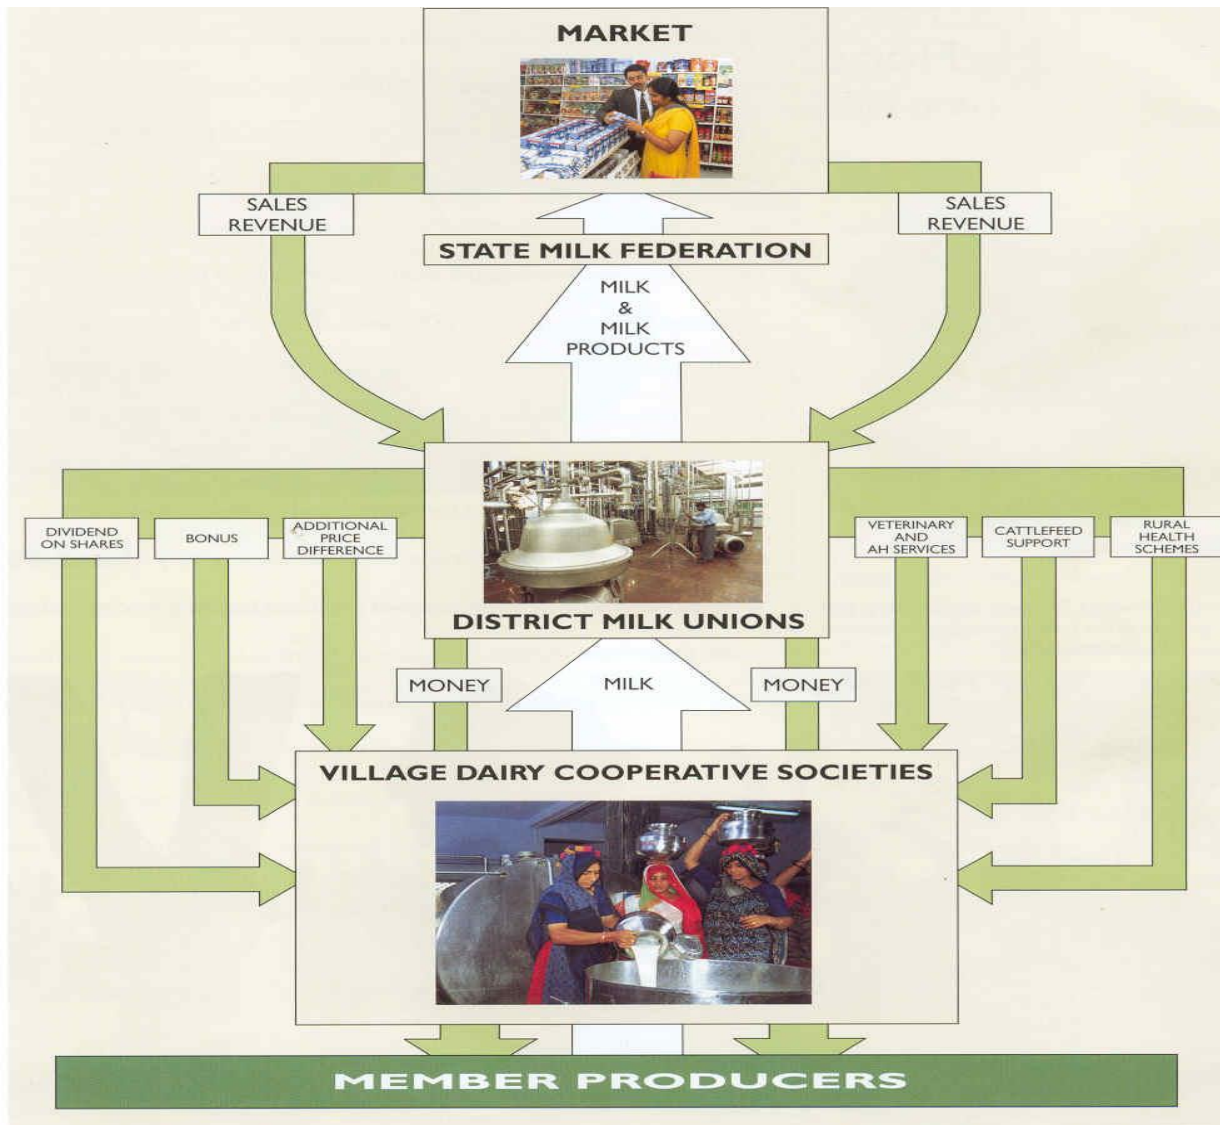 MARKET
SALES
REVENUE
SALES
REVENUE
STATE MILK FEDERATION
MILK
&
MILK
PRODUCTS
DIVIDEND
ON SHARES
BONUS
ADDITIONAL
PRICE
DIFFERENCE
VETERINARY
AND
AH SERVICES
CATTLEFEED
SUPPORT
RURAL
HEALTH
SCHEMES
DISTRICT MILK UNIONS
MONEY
MILK
MONEY
VILLAGE DAIRY COOPERATIVE SOCIETIES
MEMBER PRODUCERS